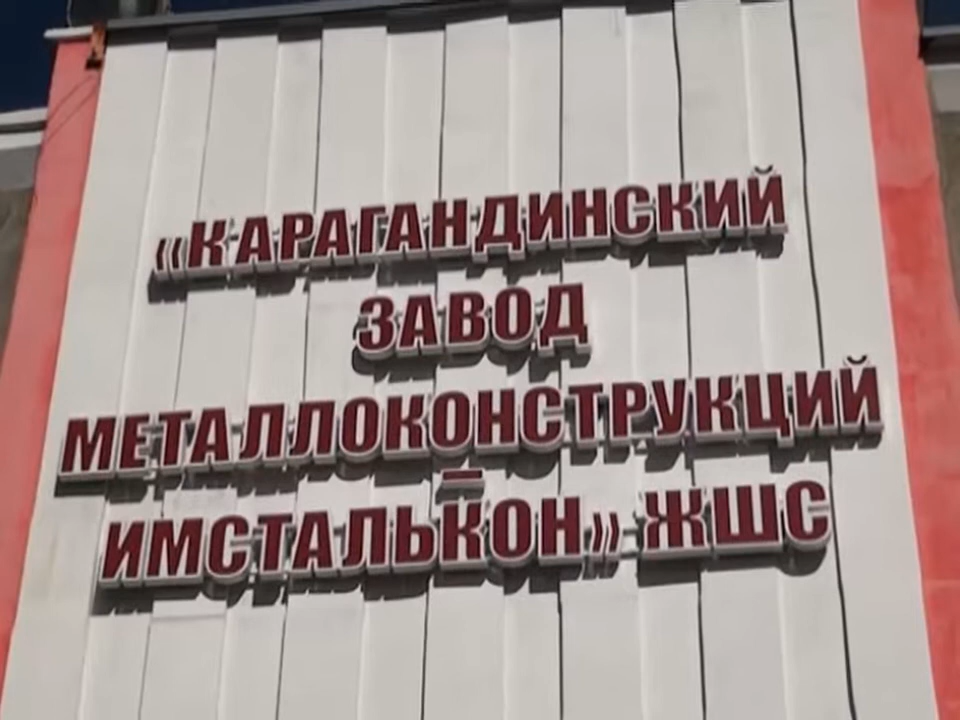 «КАРАГАНДИНСКИЙ
ЗАВОД
МЕТАЛЛОКОНСТРУКЦИЙ
–
ИМСТАЛЬКОН» ЖШС